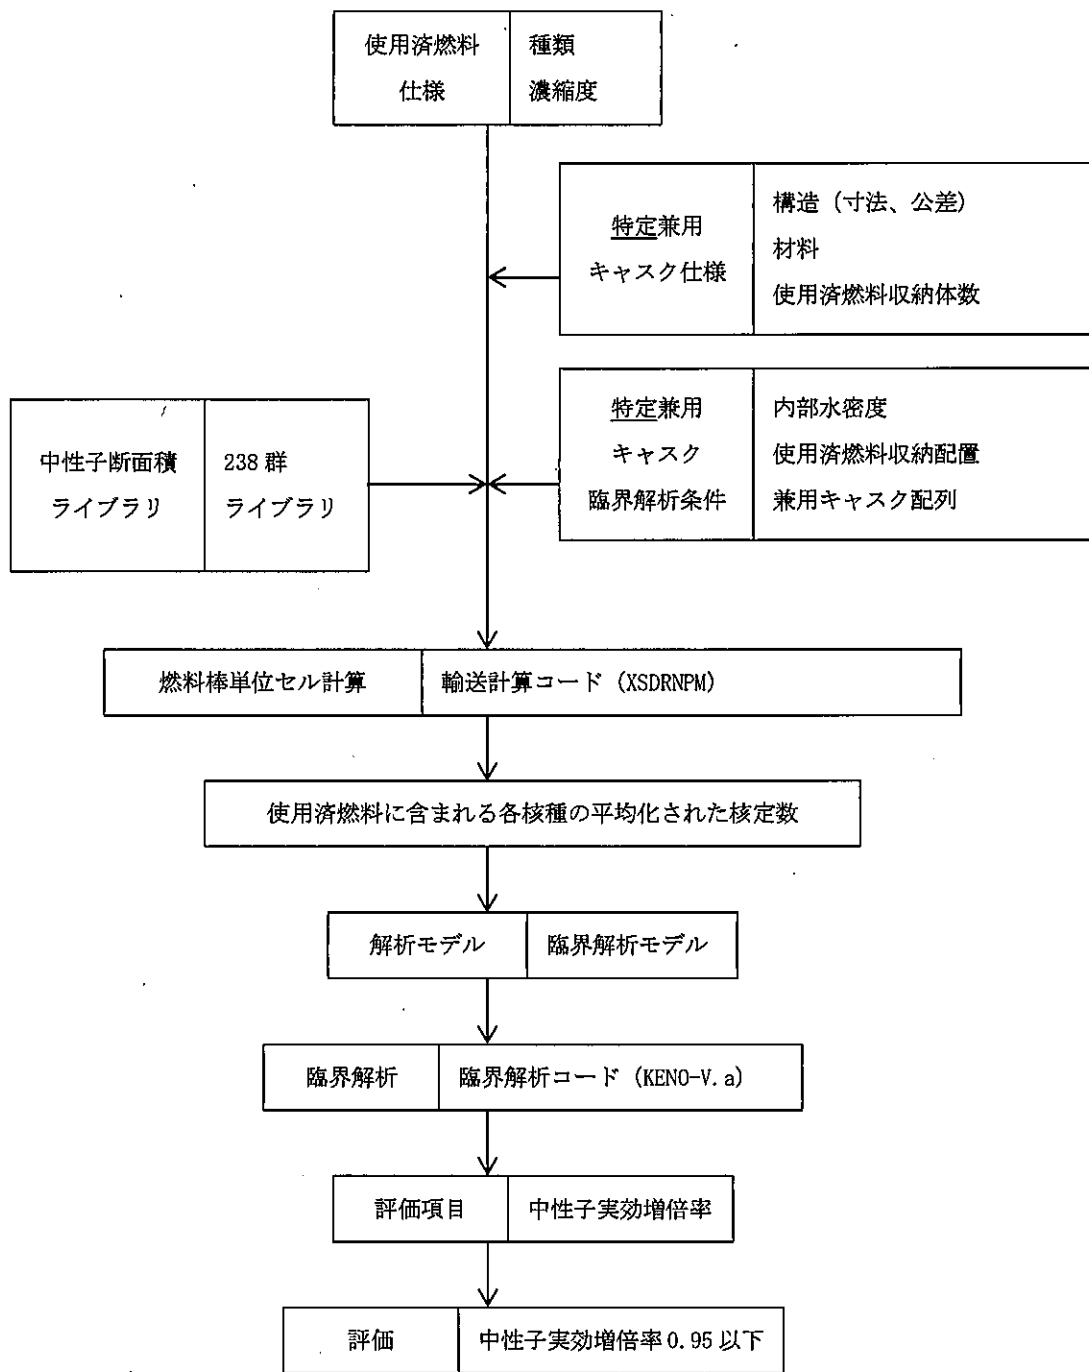 使用済燃料
仕様
種類
濃縮度
特定兼用
キャスク仕様
構造(寸法、公差)
材料
使用済燃料収納体数
中性子断面積
ライブラリ
238群
ライブラリ
特定兼用
キャスク
臨界解析条件
内部水密度
使用済燃料収納配置
兼用キャスク配列
燃料棒単位セル計算
輸送計算コード(XSDRNPM)
使用済燃料に含まれる各核種の平均化された核定数
解析モデル
臨界解析モデル
臨界解析
臨界解析コード(KENO-V.a)
評価項目
中性子実効増倍率
評価
中性子実効増倍率0.95以下